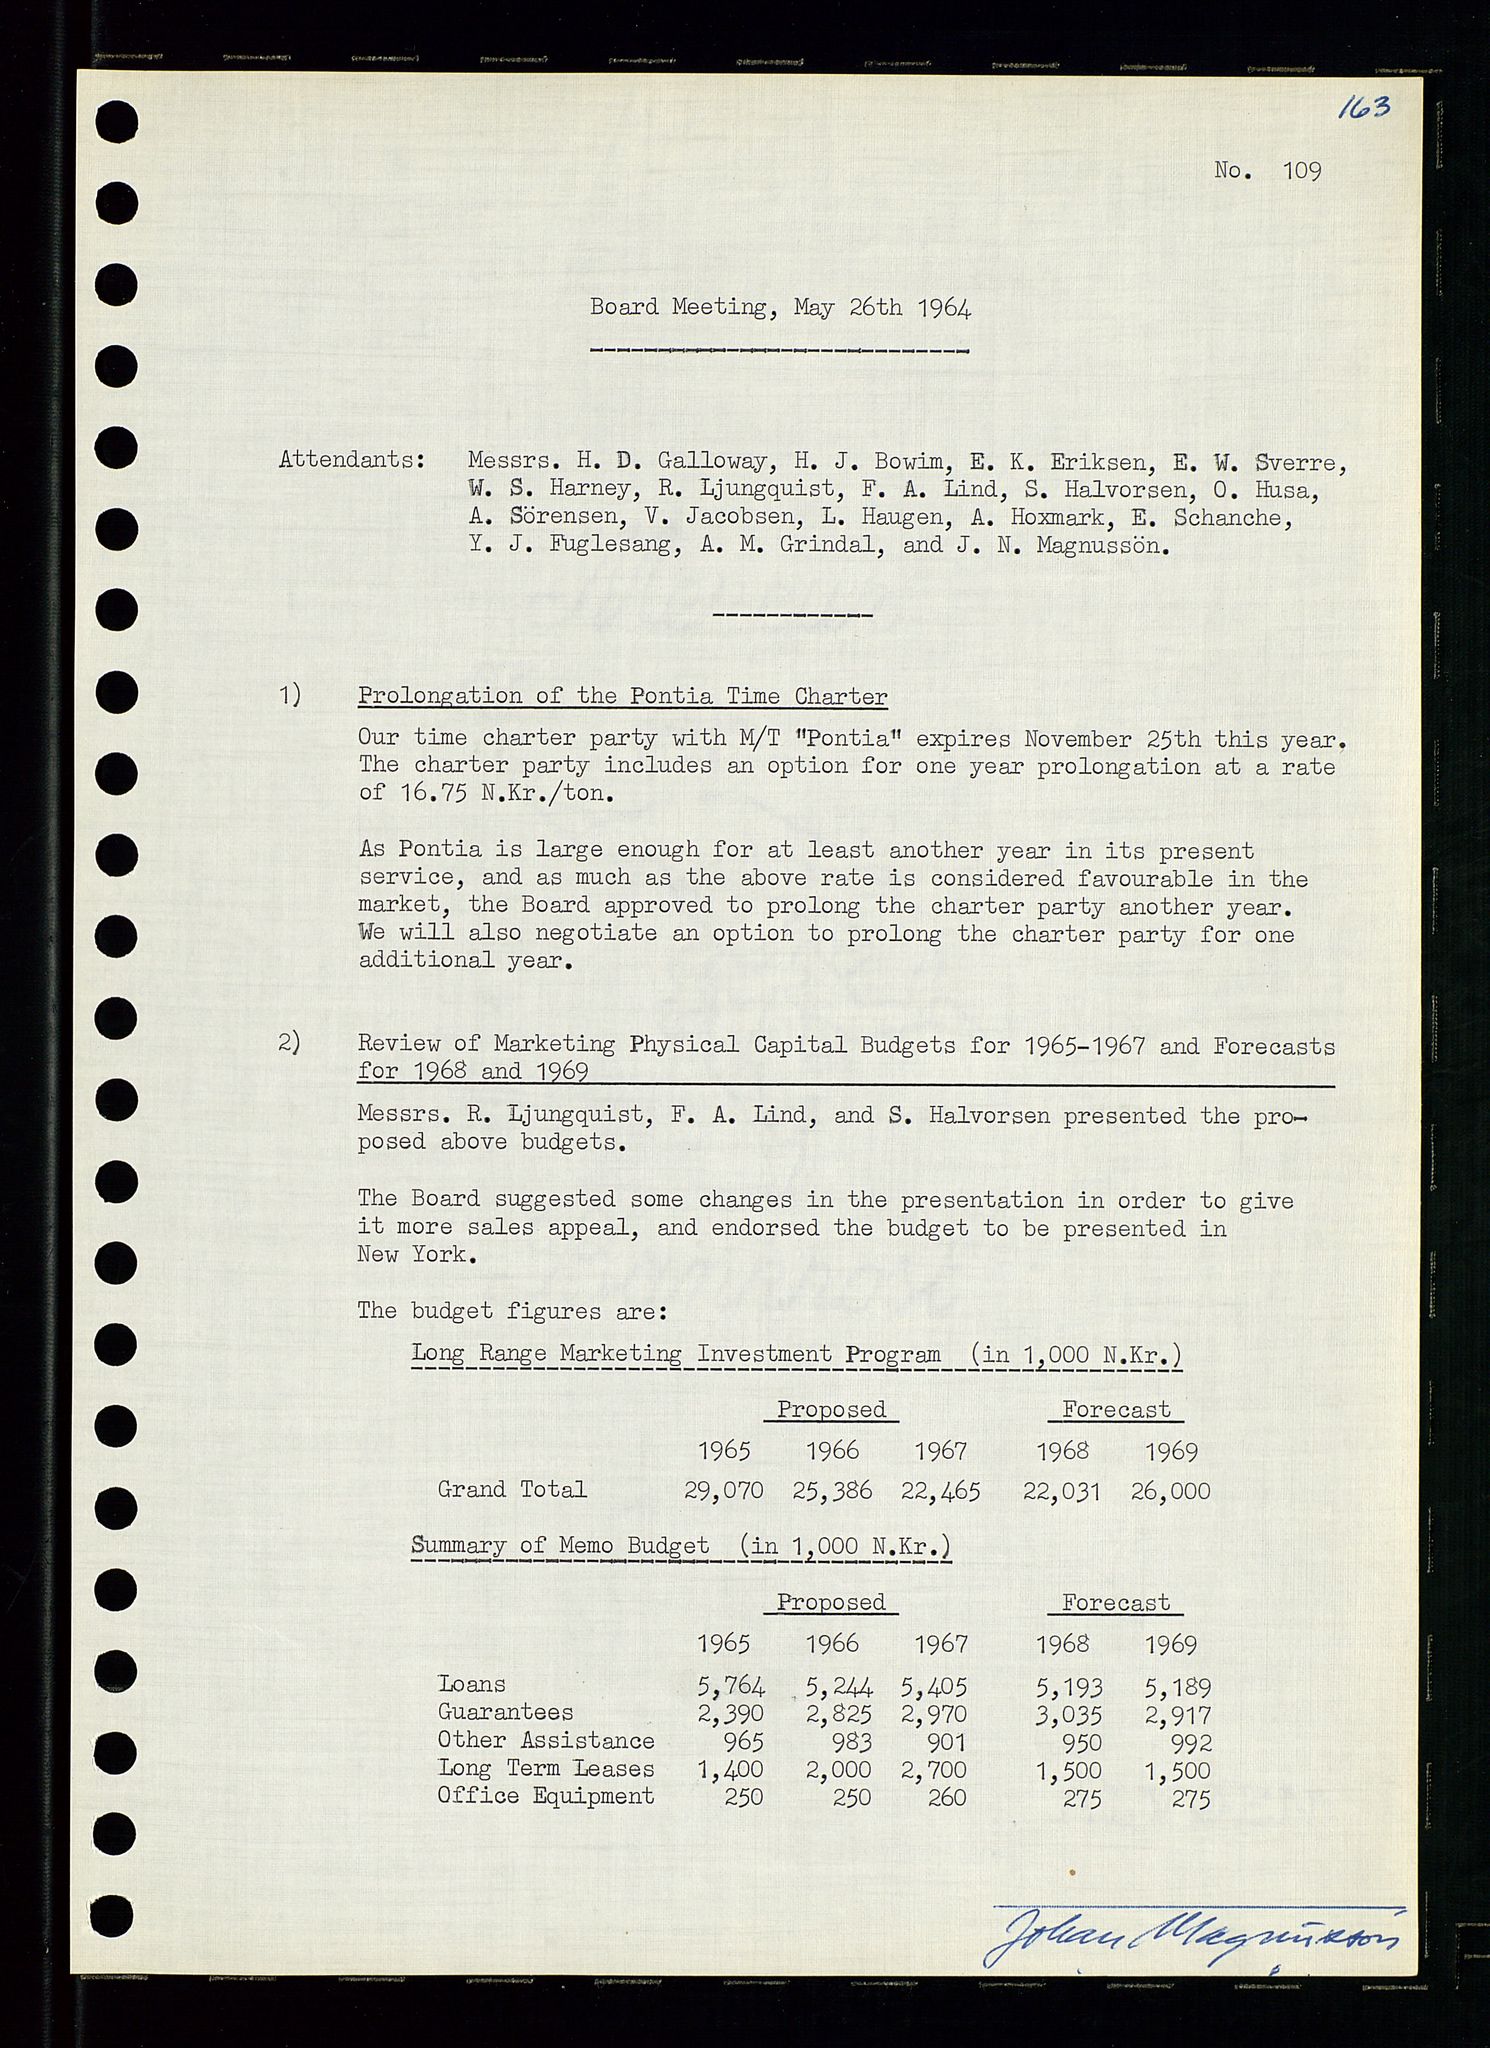 163
No. 109
Board Meeting, May 26th 1964
Attendants: Messrs. H. D. Galloway, H. J. Bowim, E. K. Eriksen, E. W. Sverre,
W. S. Harney, R. Ljungquist, F. A. Lind, S. Halvorsen, O. Husa,
A. Sörensen, V. Jacobsen, L. Haugen, A. Hoxmark, E. Schanche,
Y. J. Fuglesang, A. M. Grindal, and J. N. Magnussön.
1) Prolongation of the Pontia Time Charter
Our time charter party with M/T "Pontia" expires November 25th this year.
The charter party includes an option for one year prolongation at a rate
of 16.75 N.Kr./ton.
As Pontia is large enough for at least another year in its present
service, and as much as the above rate is considered favourable in the
market, the Board approved to prolong the charter party another year.
We will also negotiate an option to prolong the charter party for one
additional year.
2) Review of Marketing Physical Capital Budgets for 1965-1967 and Forecasts
for 1968 and 1969
Messrs. R. Ljungquist, F. A. Lind, and S. Halvorsen presented the pro-
posed above budgets.
The Board suggested some changes in the presentation in order to give
it more sales appeal, and endorsed the budget to be presented in
New York.
The budget figures are:
Long Range Marketing Investment Program (in 1,000 N.Kr.)
Proposed Forecast
1965 1966 1967 1968 1969
Grand Total 29,070 25,386 22,465 22,031 26,000
Summary of Memo Budget (in 1,000 N.Kr.)
Proposed Forecast
1965 1966 1967 1968 1969
Loans 5,764 5,244 5,405 5,193 5,189
Guarantees 2,390 2,825 2,970 3,035 2,917
Other Assistance 965 983 901 950 992
Long Term Leases 1,400 2,000 2,700 1,500 1,500
Office Equipment 250 250 260 275 275
Johan Magnusson